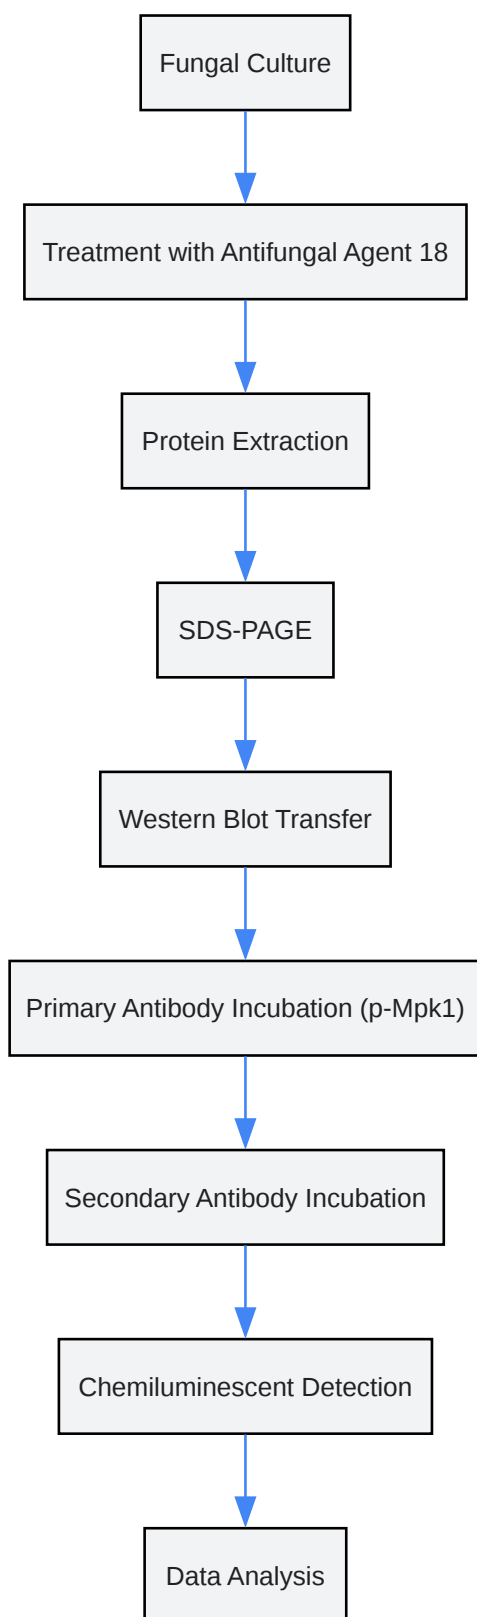 Fungal Culture
Treatment with Antifungal Agent 18
Protein Extraction
SDS-PAGE
Western Blot Transfer
Primary Antibody Incubation (p-Mpk1)
Secondary Antibody Incubation
Chemiluminescent Detection
Data Analysis